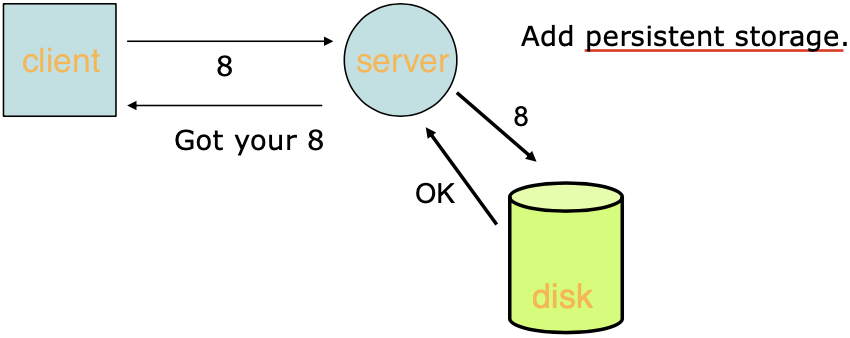 client
8
server
Add persistent storage.
Got your 8
8
OK
disk